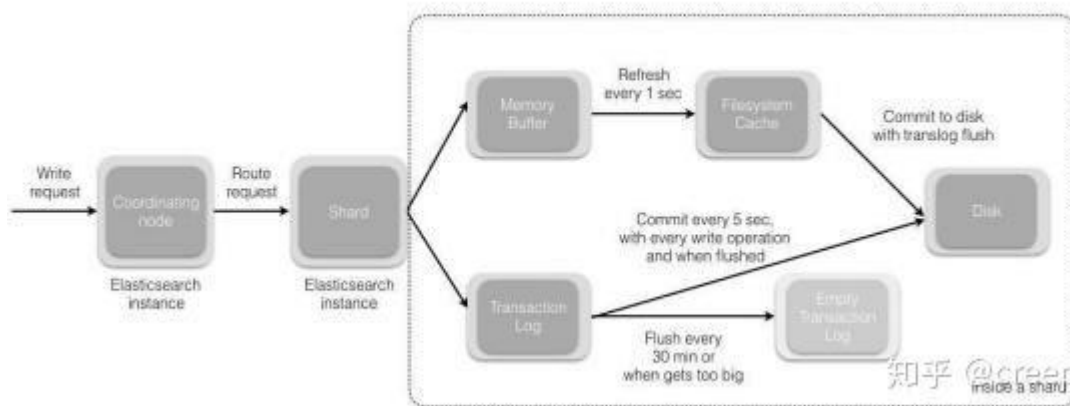 Write
request
Coordinating
node
Elasticsearch
instance
Route
request
Shard
Elasticsearch
instance
Memory
Buffer
Refresh
every 1 sec
Filesystem
Cache
Commit to disk
with translog flush
Disk
Commit every 5 sec,
with every write operation
and when flushed
Transaction
Log
Flush every
30 min or
when gets too big
Empty
Transaction
Log
知乎 @creen
Inside a shard